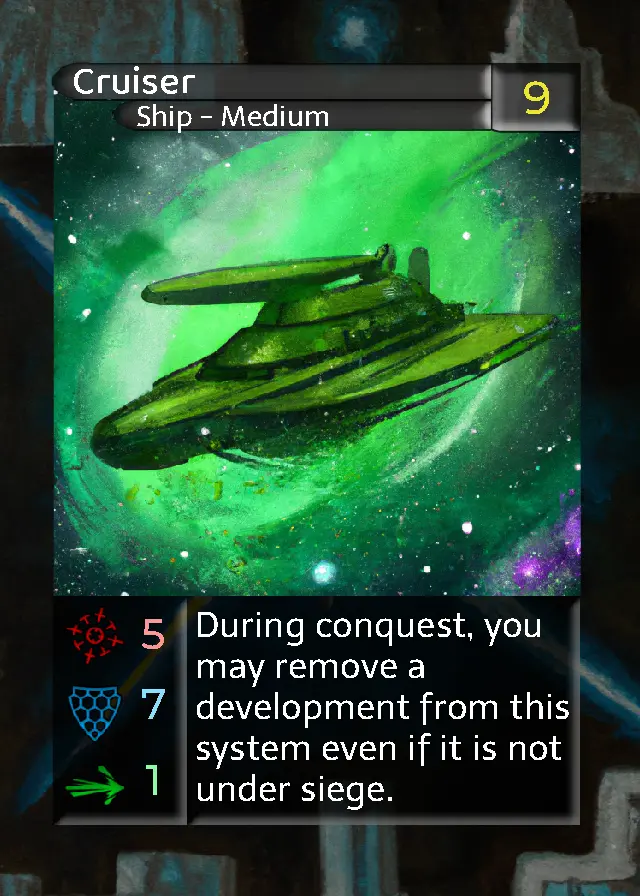 Cruiser
9
Ship – Medium
5
During conquest, you
may remove a
7
development from this
system even if it is not
1
under siege.